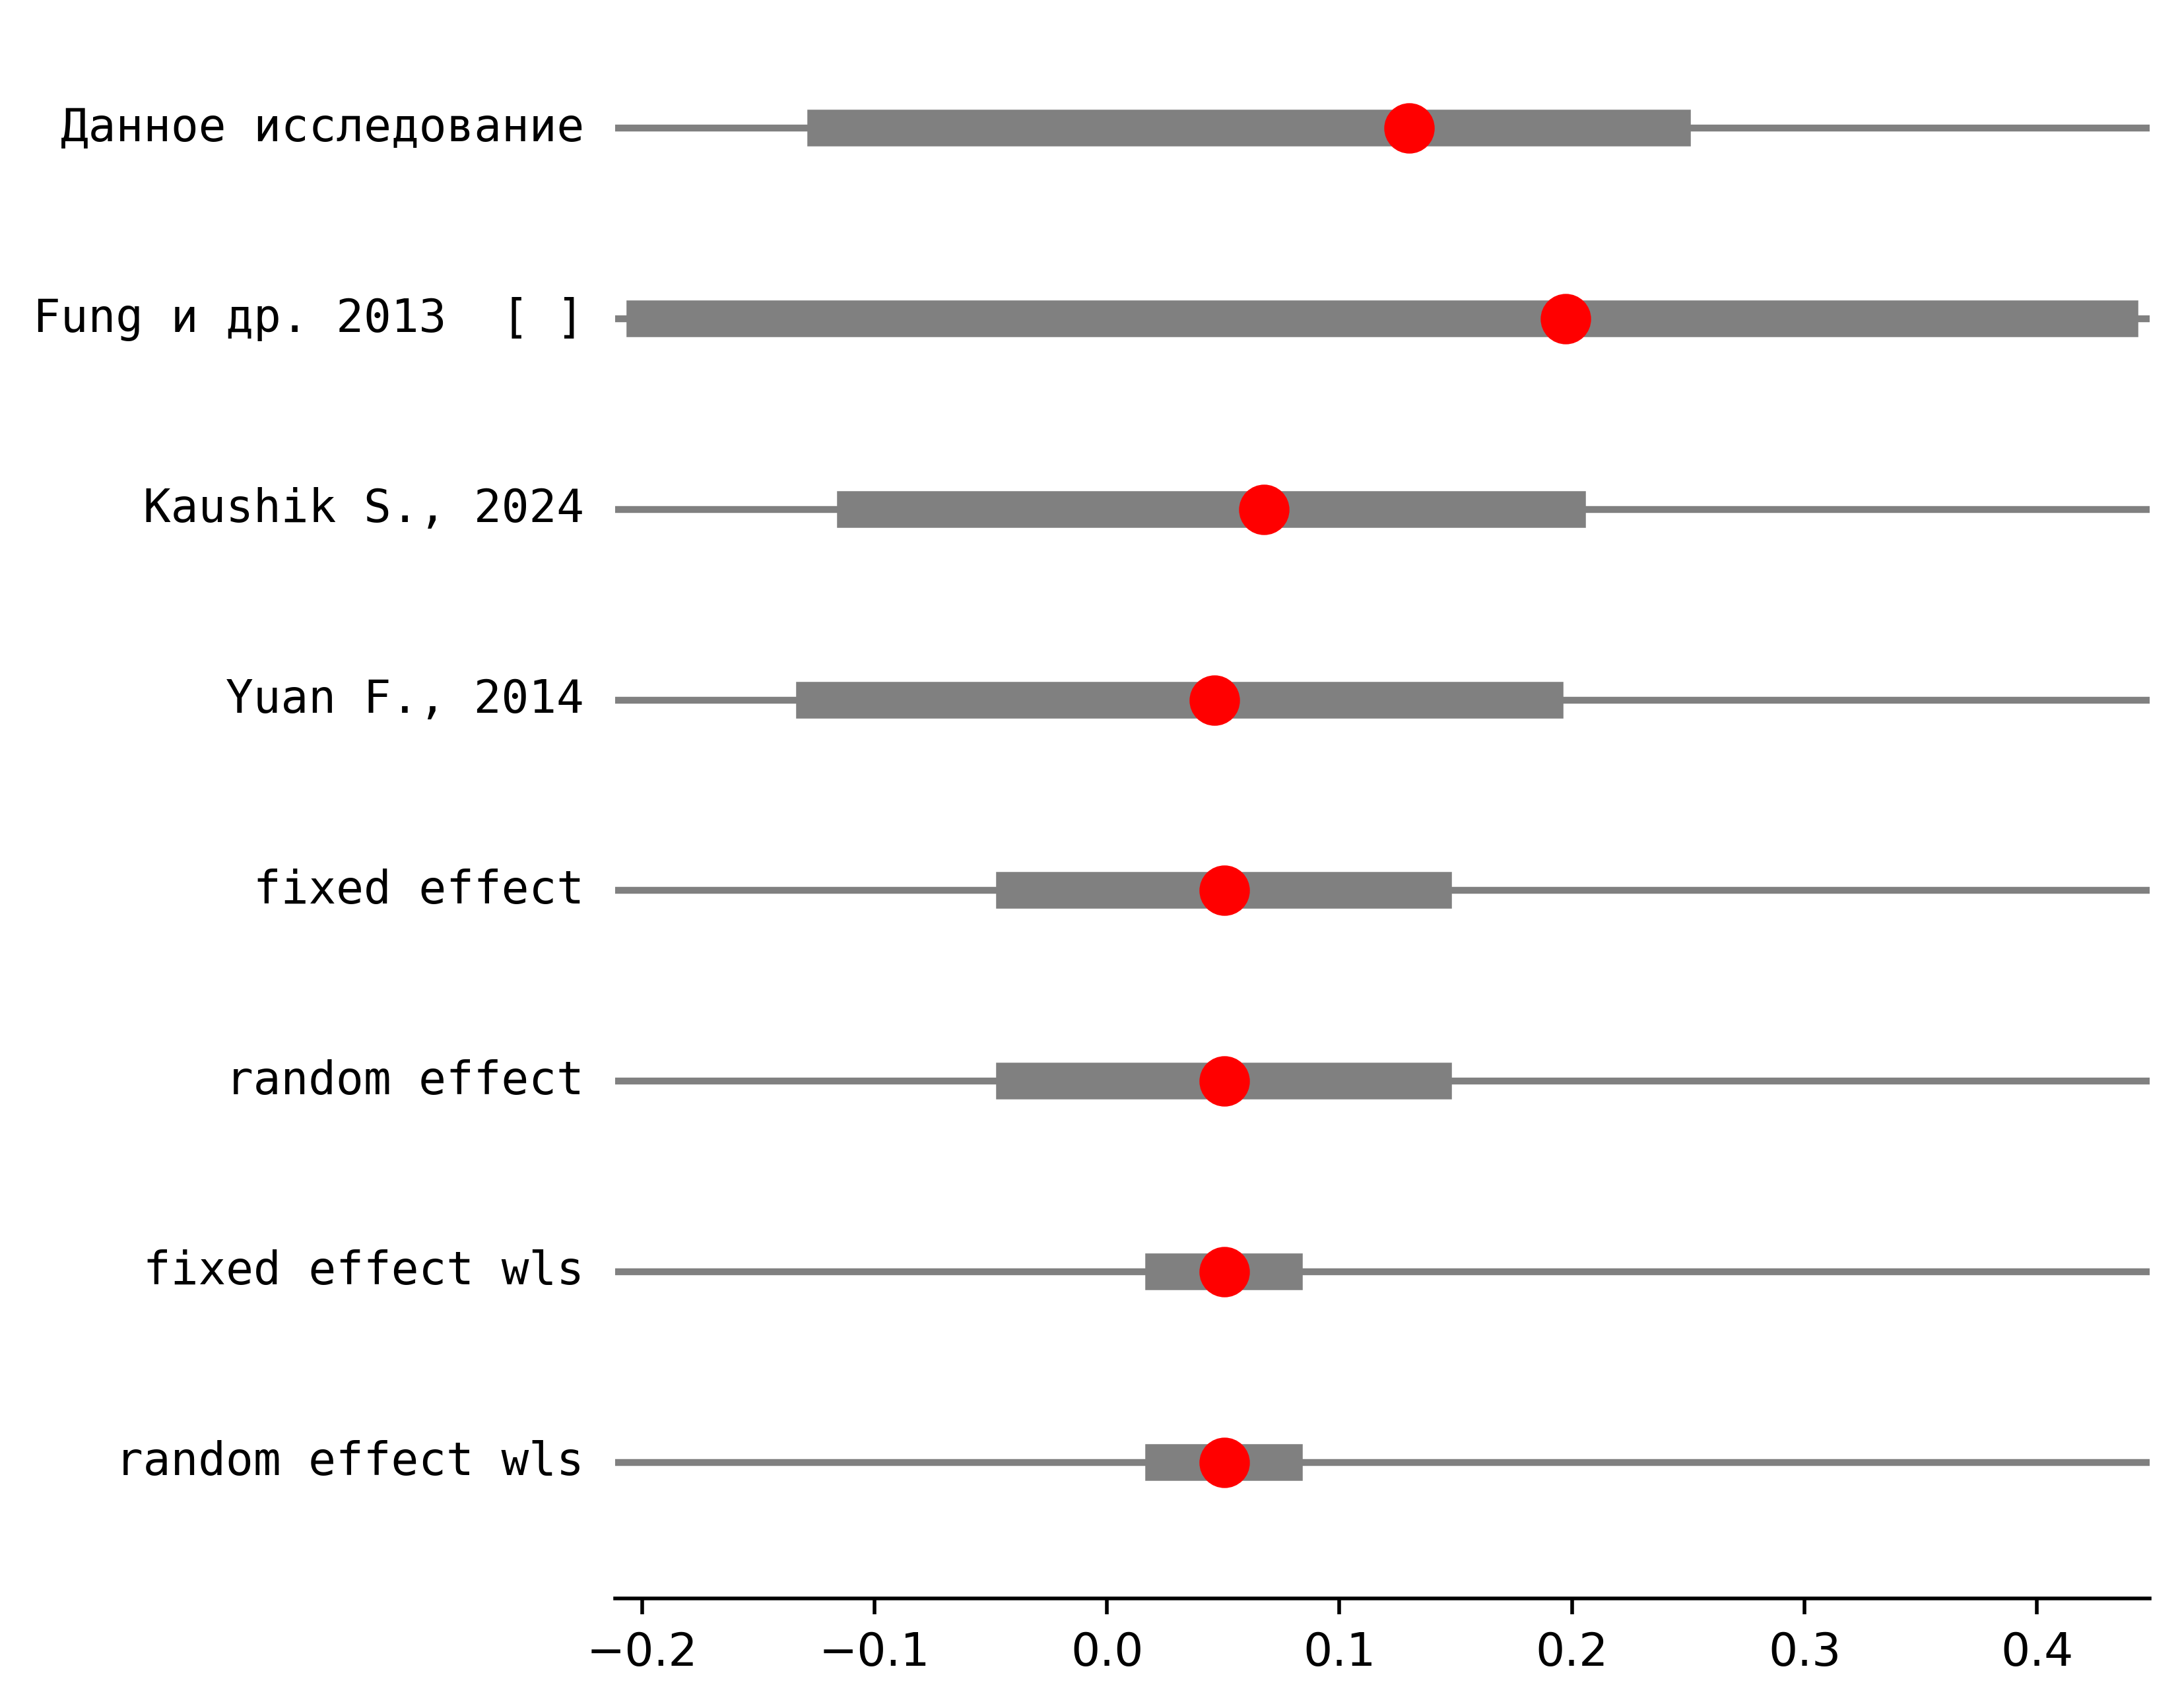 Данное исследование
Fung и др. 2013  [ ]
Kaushik S., 2024
Yuan F., 2014
fixed effect
random effect
fixed effect wls
random effect wls
−0.2 −0.1 0.0 0.1 0.2 0.3 0.4